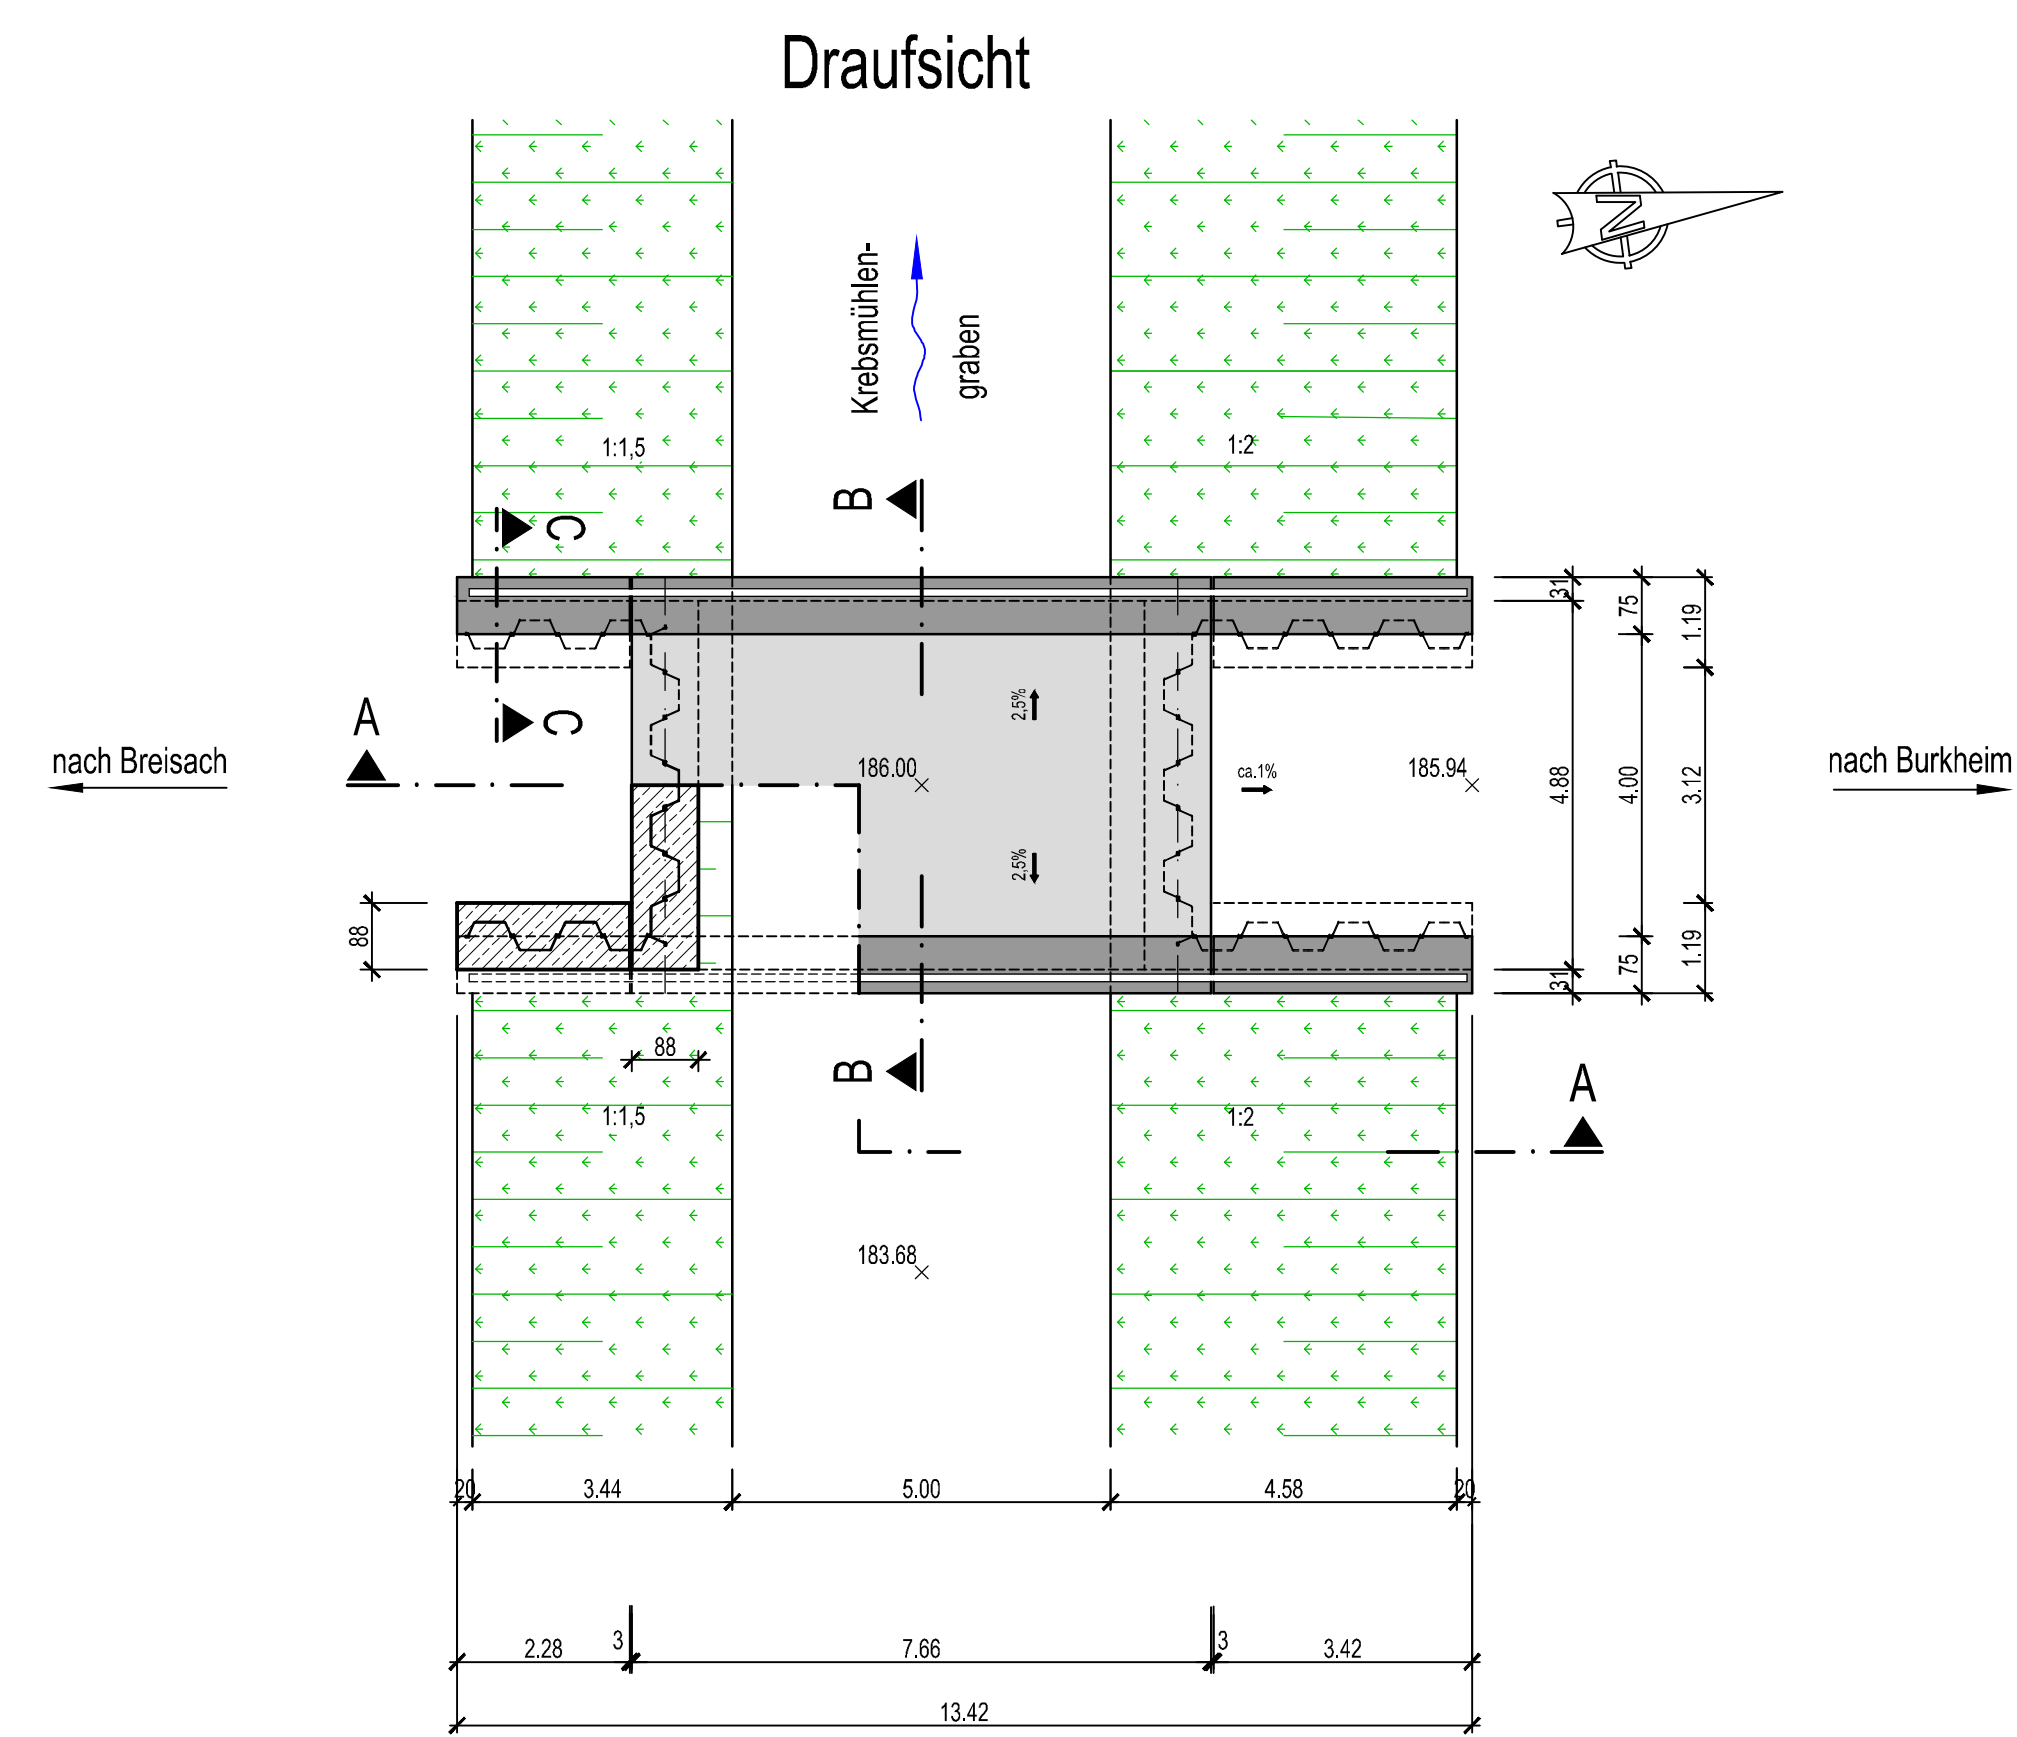 Draufsicht
N
Krebsmühlen-
graben
1:1,5
1:2
B
C
31
75
1.19
C
A
2,5%
nach Breisach
186.00
ca.1%
185.94
nach Burkheim
4.88
4.00
3.12
2,5%
88
31
75
1.19
88
B
A
1:1,5
1:2
183.68
20
3.44
5.00
4.58
20
2.28
3
7.66
3
3.42
13.42